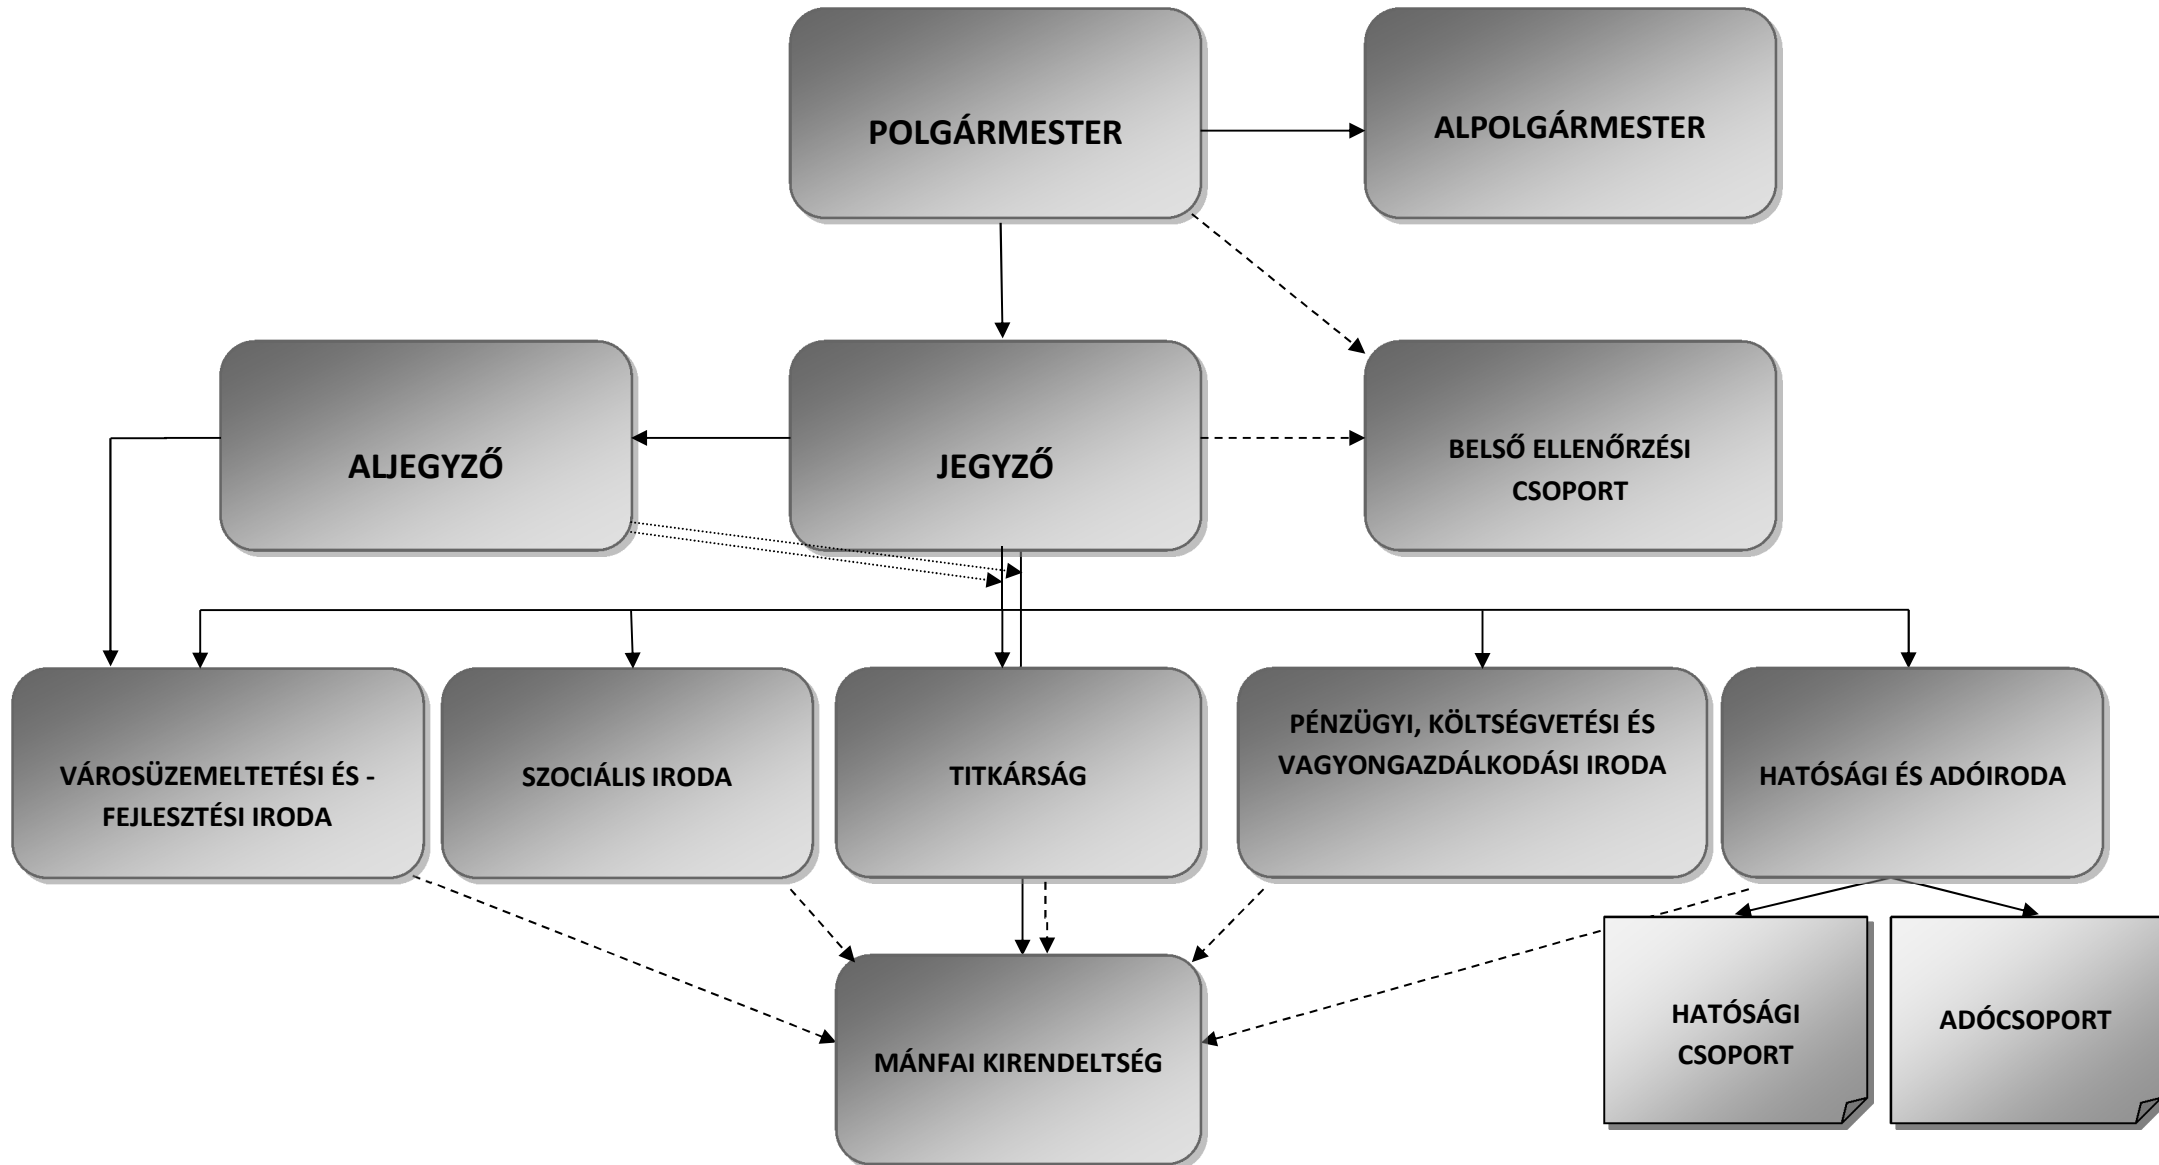 POLGÁRMESTER
ALPOLGÁRMESTER
ALJEGYZŐ
JEGYZŐ
BELSŐ ELLENŐRZÉSI
CSOPORT
VÁROSÜZEMELTETÉSI ÉS -
FEJLESZTÉSI IRODA
SZOCIÁLIS IRODA
TITKÁRSÁG
PÉNZÜGYI, KÖLTSÉGVETÉSI ÉS
VAGYONGAZDÁLKODÁSI IRODA
HATÓSÁGI ÉS ADÓIRODA
MÁNFAI KIRENDELTSÉG
HATÓSÁGI
CSOPORT
ADÓCSOPORT